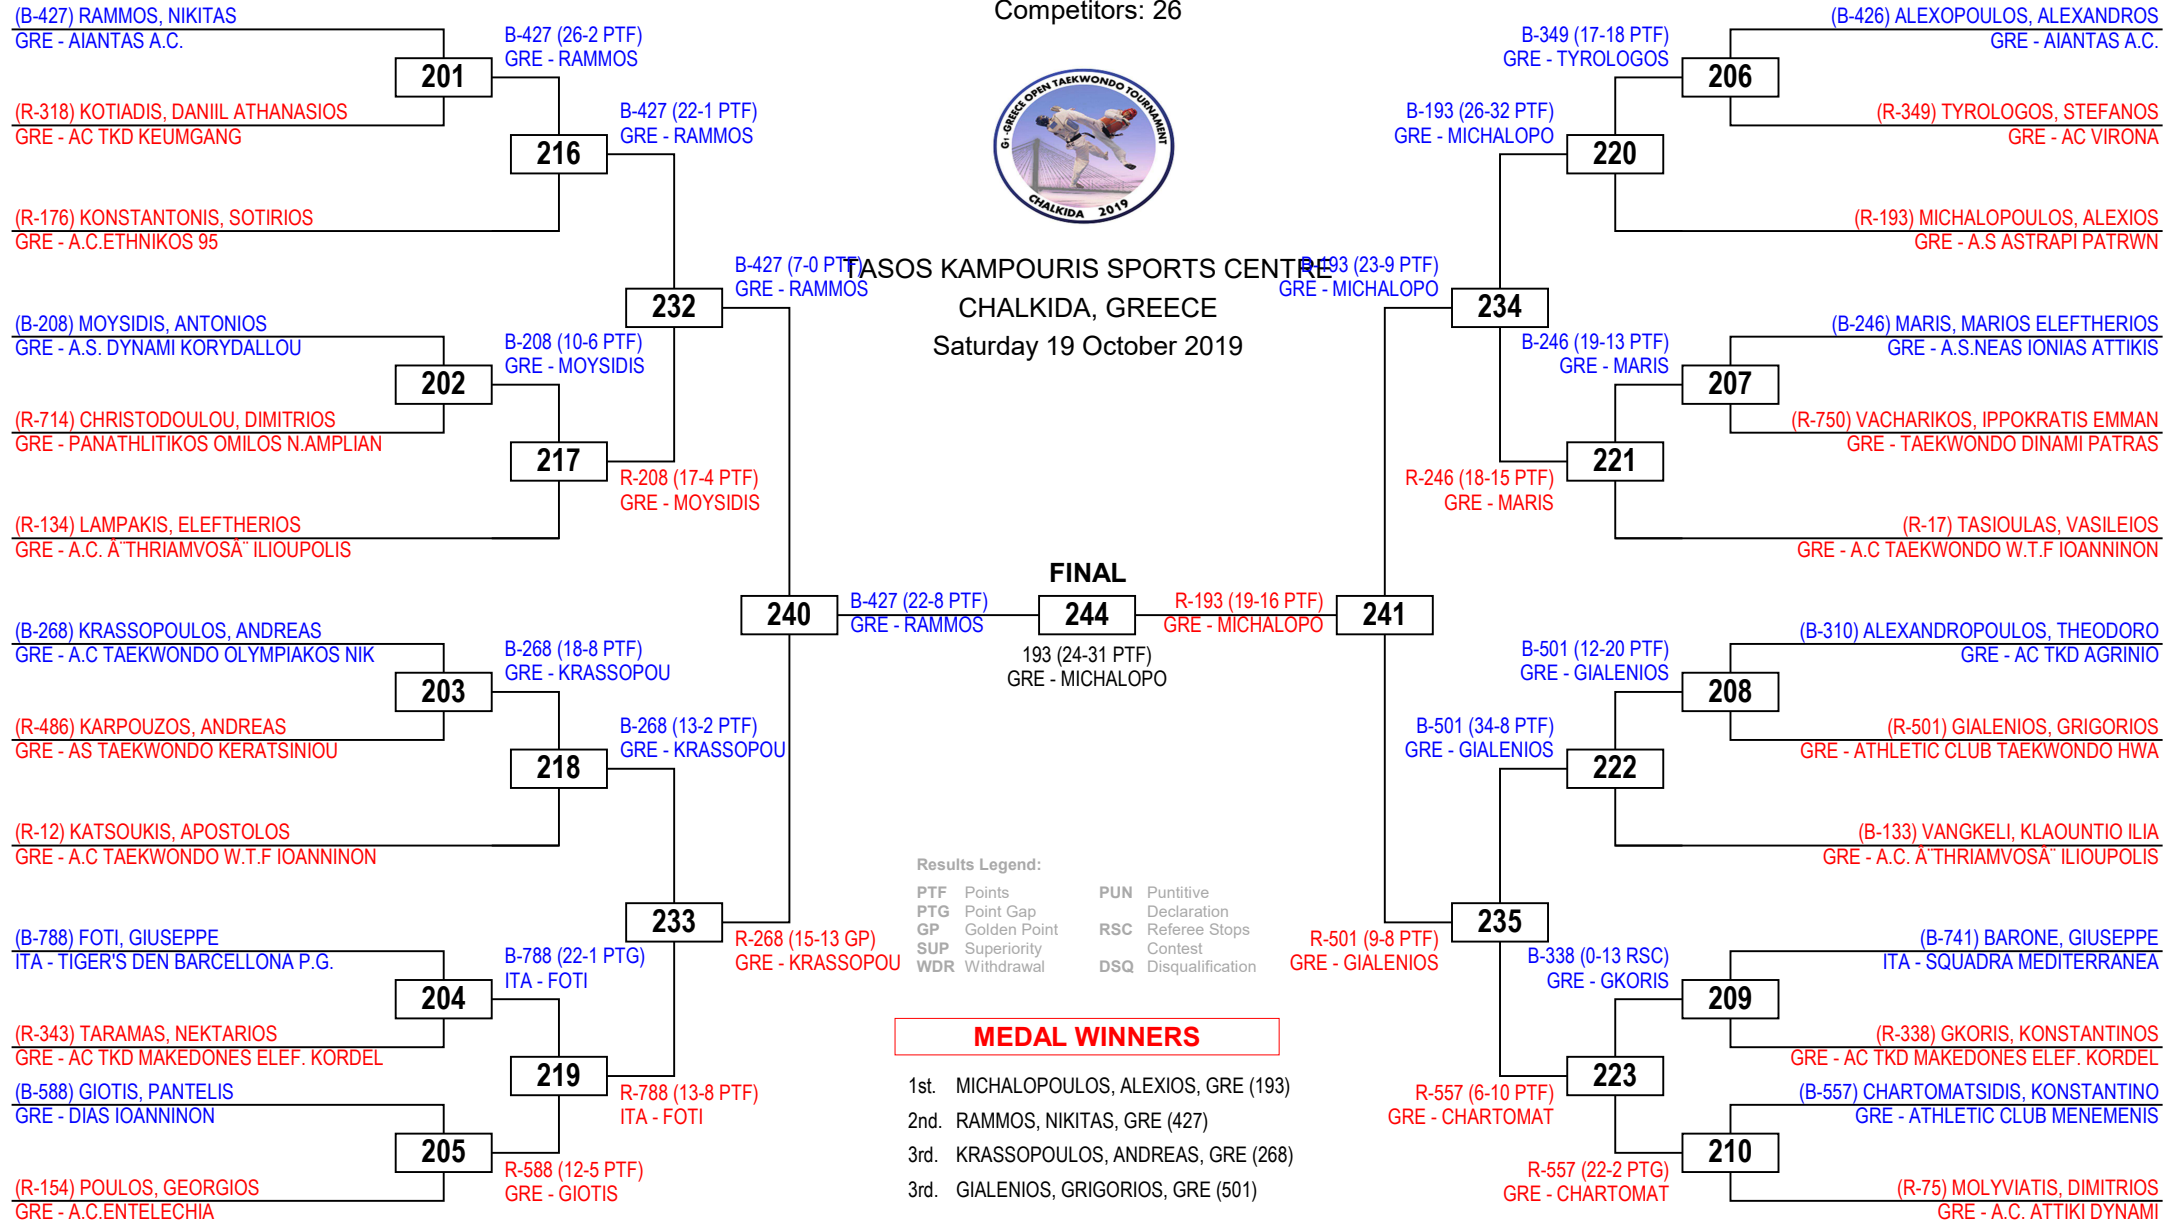 Competitors: 26
G1 -GREECE OPEN TAEKWONDO TOURNAMENT
CHALKIDA 2019
TASOS KAMPOURIS SPORTS CENTRE
CHALKIDA, GREECE
Saturday 19 October 2019
(B-427) RAMMOS, NIKITAS
GRE - AIANTAS A.C.
201
(R-318) KOTIADIS, DANIIL ATHANASIOS
GRE - AC TKD KEUMGANG
B-427 (26-2 PTF)
GRE - RAMMOS
216
(R-176) KONSTANTONIS, SOTIRIOS
GRE - A.C.ETHNIKOS 95
B-427 (22-1 PTF)
GRE - RAMMOS
232
(B-208) MOYSIDIS, ANTONIOS
GRE - A.S. DYNAMI KORYDALLOU
202
(R-714) CHRISTODOULOU, DIMITRIOS
GRE - PANATHLITIKOS OMILOS N.AMPLIAN
B-208 (10-6 PTF)
GRE - MOYSIDIS
217
(R-134) LAMPAKIS, ELEFTHERIOS
GRE - A.C. Â¨THRIAMVOSÂ¨ ILIOUPOLIS
R-208 (17-4 PTF)
GRE - MOYSIDIS
B-427 (7-0 PTF)
GRE - RAMMOS
240
(B-268) KRASSOPOULOS, ANDREAS
GRE - A.C TAEKWONDO OLYMPIAKOS NIK
203
(R-486) KARPOUZOS, ANDREAS
GRE - AS TAEKWONDO KERATSINIOU
B-268 (18-8 PTF)
GRE - KRASSOPOU
218
(R-12) KATSOUKIS, APOSTOLOS
GRE - A.C TAEKWONDO W.T.F IOANNINON
B-268 (13-2 PTF)
GRE - KRASSOPOU
233
(B-788) FOTI, GIUSEPPE
ITA - TIGER'S DEN BARCELLONA P.G.
204
(R-343) TARAMAS, NEKTARIOS
GRE - AC TKD MAKEDONES ELEF. KORDEL
B-788 (22-1 PTG)
ITA - FOTI
219
(B-588) GIOTIS, PANTELIS
GRE - DIAS IOANNINON
205
(R-154) POULOS, GEORGIOS
GRE - A.C.ENTELECHIA
R-588 (12-5 PTF)
GRE - GIOTIS
R-788 (13-8 PTF)
ITA - FOTI
R-268 (15-13 GP)
GRE - KRASSOPOU
B-427 (22-8 PTF)
GRE - RAMMOS
FINAL
244
193 (24-31 PTF)
GRE - MICHALOPO
R-193 (19-16 PTF)
GRE - MICHALOPO
241
(B-426) ALEXOPOULOS, ALEXANDROS
GRE - AIANTAS A.C.
206
(R-349) TYROLOGOS, STEFANOS
GRE - AC VIRONA
B-349 (17-18 PTF)
GRE - TYROLOGOS
220
(R-193) MICHALOPOULOS, ALEXIOS
GRE - A.S ASTRAPI PATRWN
B-193 (26-32 PTF)
GRE - MICHALOPO
234
(B-246) MARIS, MARIOS ELEFTHERIOS
GRE - A.S.NEAS IONIAS ATTIKIS
207
(R-750) VACHARIKOS, IPPOKRATIS EMMAN
GRE - TAEKWONDO DINAMI PATRAS
B-246 (19-13 PTF)
GRE - MARIS
221
(R-17) TASIOULAS, VASILEIOS
GRE - A.C TAEKWONDO W.T.F IOANNINON
R-246 (18-15 PTF)
GRE - MARIS
B-193 (23-9 PTF)
GRE - MICHALOPO
(B-310) ALEXANDROPOULOS, THEODORO
GRE - AC TKD AGRINIO
208
(R-501) GIALENIOS, GRIGORIOS
GRE - ATHLETIC CLUB TAEKWONDO HWA
B-501 (12-20 PTF)
GRE - GIALENIOS
222
(B-133) VANGKELI, KLAOUNTIO ILIA
GRE - A.C. Â¨THRIAMVOSÂ¨ ILIOUPOLIS
B-501 (34-8 PTF)
GRE - GIALENIOS
235
(B-741) BARONE, GIUSEPPE
ITA - SQUADRA MEDITERRANEA
209
(R-338) GKORIS, KONSTANTINOS
GRE - AC TKD MAKEDONES ELEF. KORDEL
B-338 (0-13 RSC)
GRE - GKORIS
223
(B-557) CHARTOMATSIDIS, KONSTANTINO
GRE - ATHLETIC CLUB MENEMENIS
210
(R-75) MOLYVIATIS, DIMITRIOS
GRE - A.C. ATTIKI DYNAMI
R-557 (22-2 PTG)
GRE - CHARTOMAT
R-557 (6-10 PTF)
GRE - CHARTOMAT
R-501 (9-8 PTF)
GRE - GIALENIOS
Results Legend:
PTF Points
PTG Point Gap
GP Golden Point
SUP Superiority
WDR Withdrawal
PUN Puntitive
Declaration
RSC Referee Stops
Contest
DSQ Disqualification
MEDAL WINNERS
1st. MICHALOPOULOS, ALEXIOS, GRE (193)
2nd. RAMMOS, NIKITAS, GRE (427)
3rd. KRASSOPOULOS, ANDREAS, GRE (268)
3rd. GIALENIOS, GRIGORIOS, GRE (501)